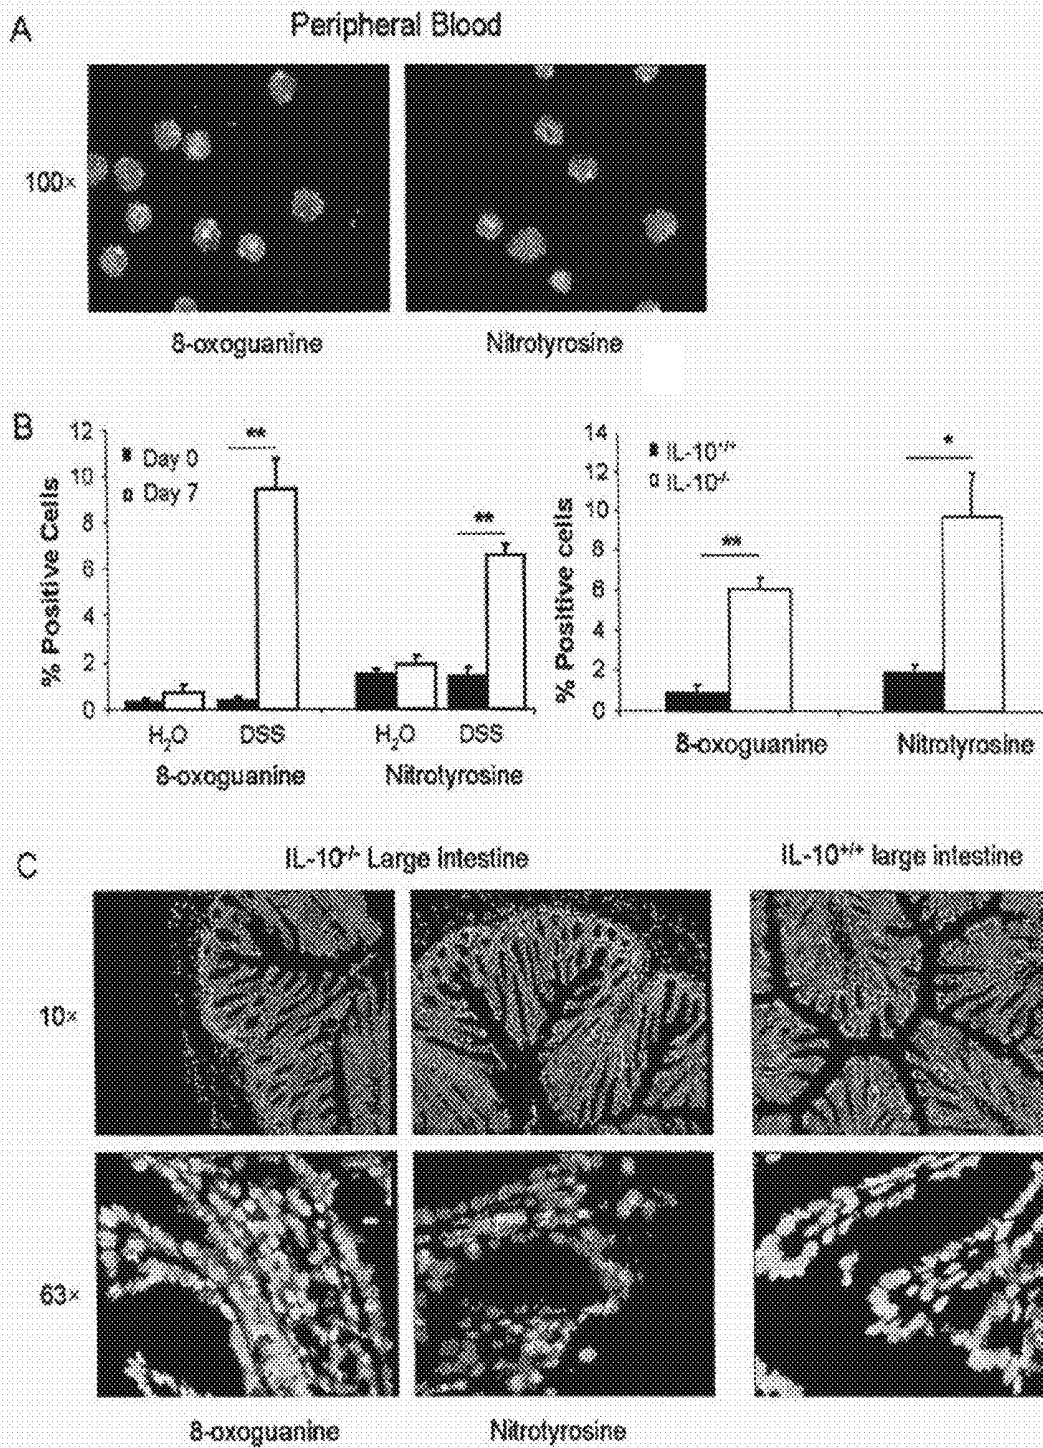 A
Peripheral Blood
100×
8-oxoguanine
Nitrotyrosine
B
% Positive Cells
12
10
8
6
4
2
0
Day 0
Day 7
**
**
H₂O
DSS
H₂O
DSS
8-oxoguanine
Nitrotyrosine
% Positive cells
14
12
10
8
6
4
2
0
IL-10⁺/⁺
IL-10⁻/⁻
**
*
8-oxoguanine
Nitrotyrosine
C
IL-10⁻/⁻ Large intestine
IL-10⁺/⁺ large intestine
10×
63×
8-oxoguanine
Nitrotyrosine